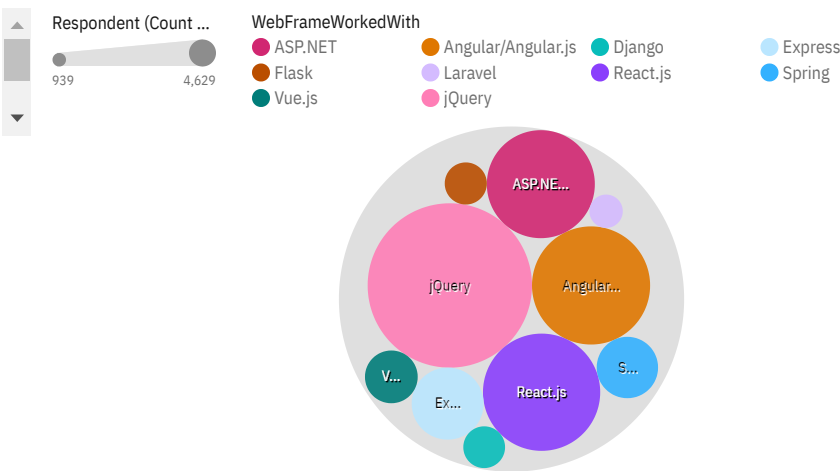 Respondent (Count ...
939
4,629
WebFrameWorkedWith
ASP.NET
Angular/Angular.js
Django
Express
Flask
Laravel
React.js
Spring
Vue.js
jQuery
ASP.NE...
jQuery
Angular...
V...
Ex...
React.js
S...